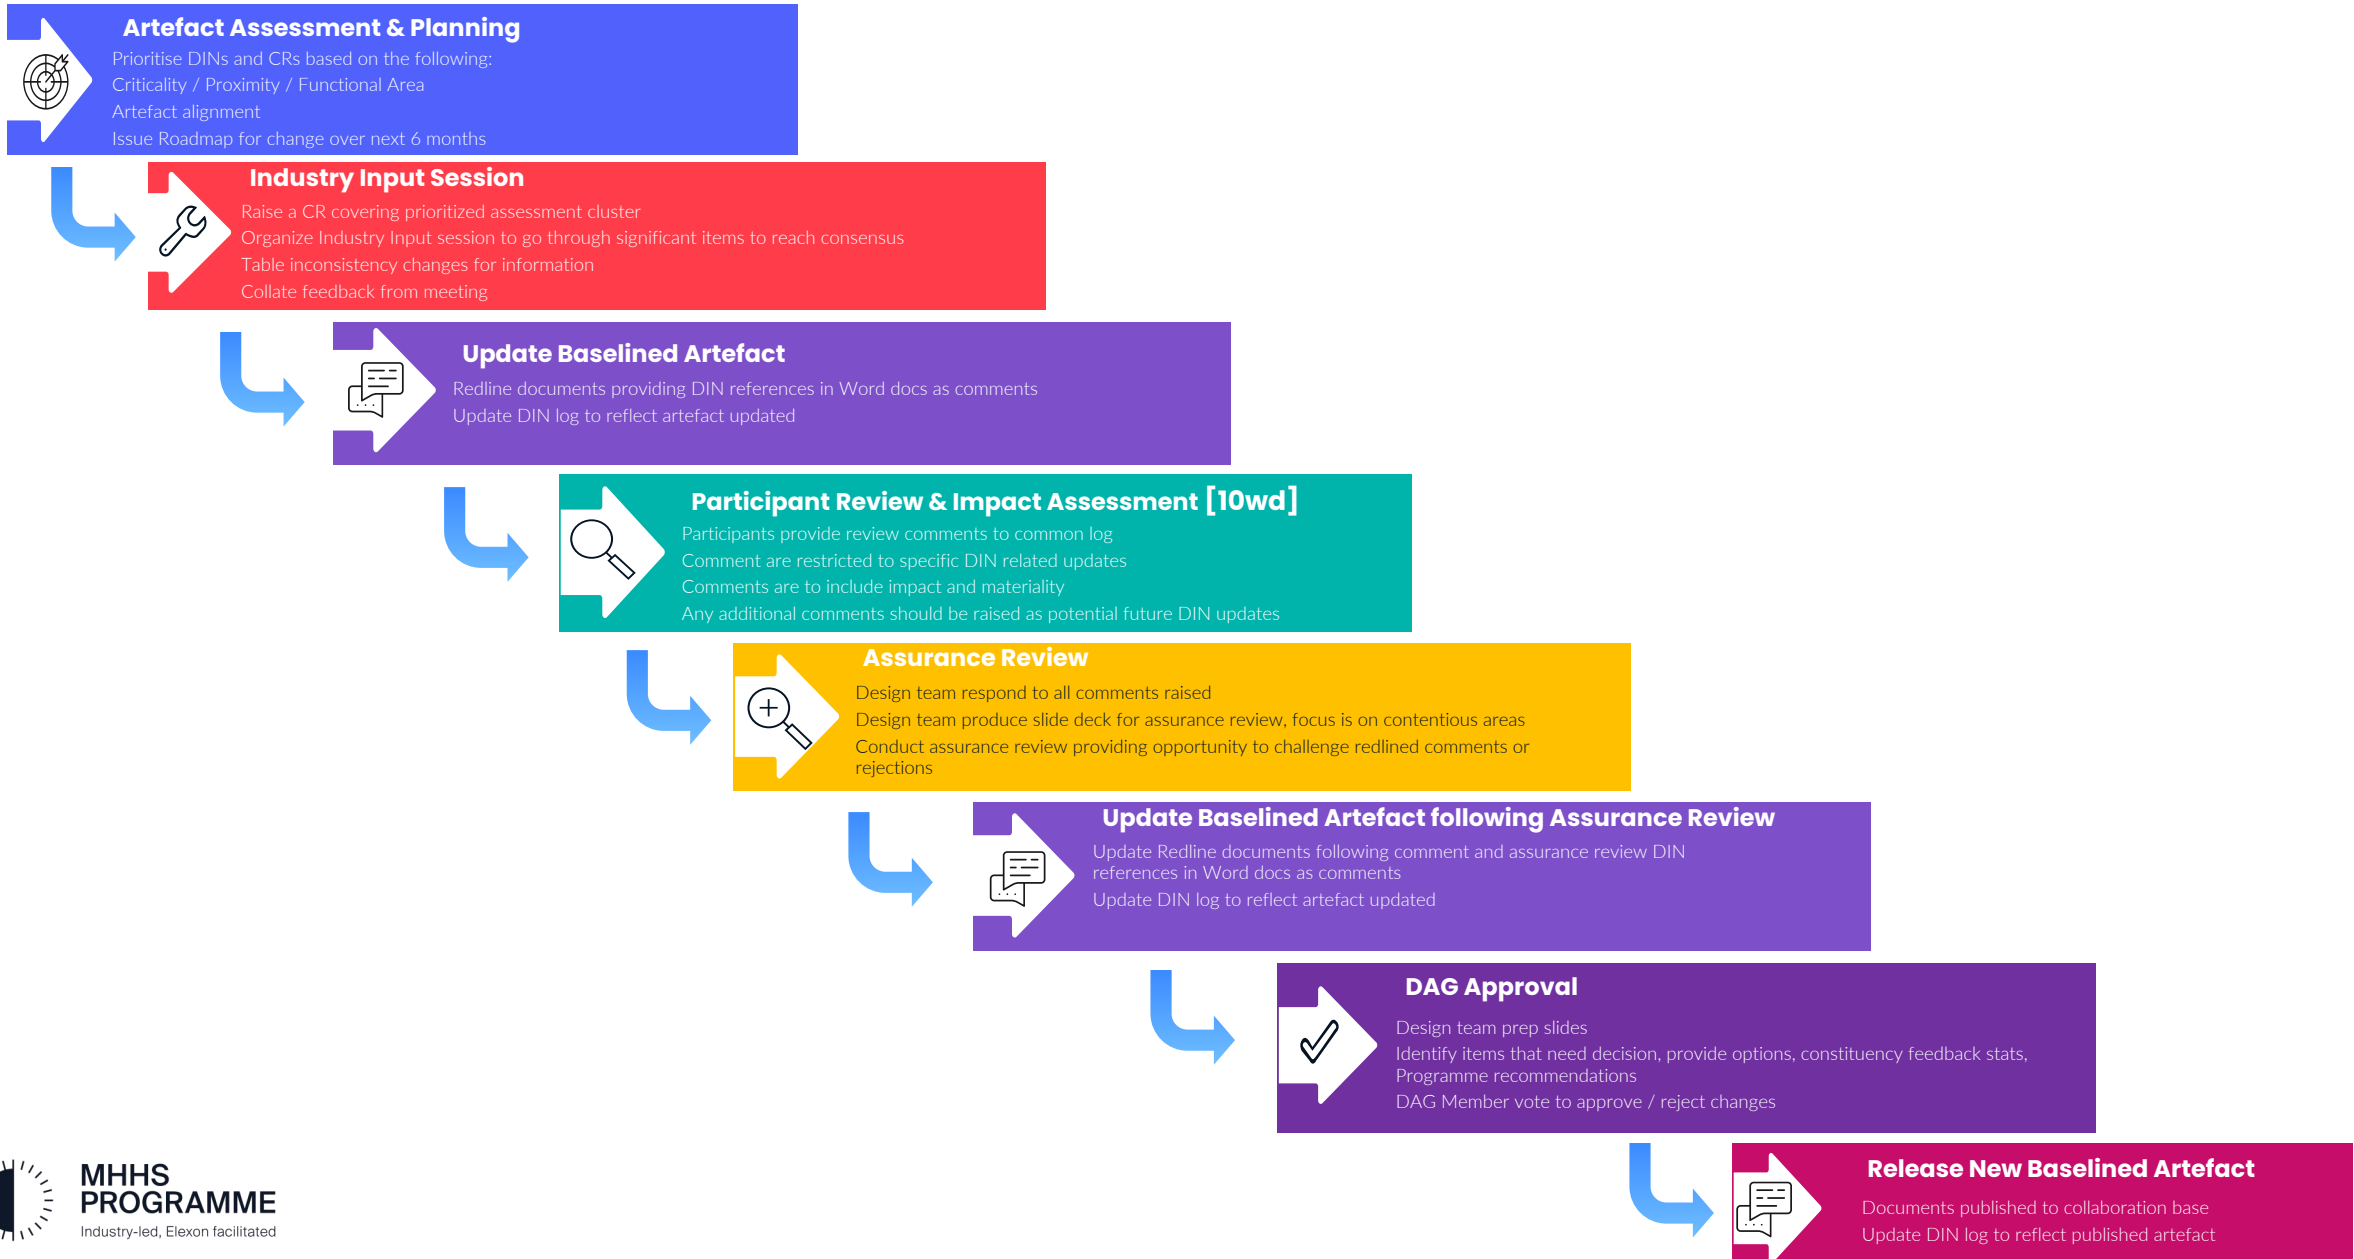 Artefact Assessment & Planning
Prioritise DINs and CRs based on the following:
Criticality / Proximity / Functional Area
Artefact alignment
Issue Roadmap for change over next 6 months
Industry Input Session
Raise a CR covering prioritized assessment cluster
Organize Industry Input session to go through significant items to reach consensus
Table inconsistency changes for information
Collate feedback from meeting
Update Baselined Artefact
Redline documents providing DIN references in Word docs as comments
Update DIN log to reflect artefact updated
Participant Review & Impact Assessment [10wd]
Participants provide review comments to common log
Comment are restricted to specific DIN related updates
Comments are to include impact and materiality
Any additional comments should be raised as potential future DIN updates
Assurance Review
Design team respond to all comments raised
Design team produce slide deck for assurance review, focus is on contentious areas
Conduct assurance review providing opportunity to challenge redlined comments or
rejections
Update Baselined Artefact following Assurance Review
Update Redline documents following comment and assurance review DIN
references in Word docs as comments
Update DIN log to reflect artefact updated
DAG Approval
Design team prep slides
Identify items that need decision, provide options, constituency feedback stats,
Programme recommendations
DAG Member vote to approve / reject changes
Release New Baselined Artefact
Documents published to collaboration base
Update DIN log to reflect published artefact
MHHS
PROGRAMME
Industry-led, Elexon facilitated